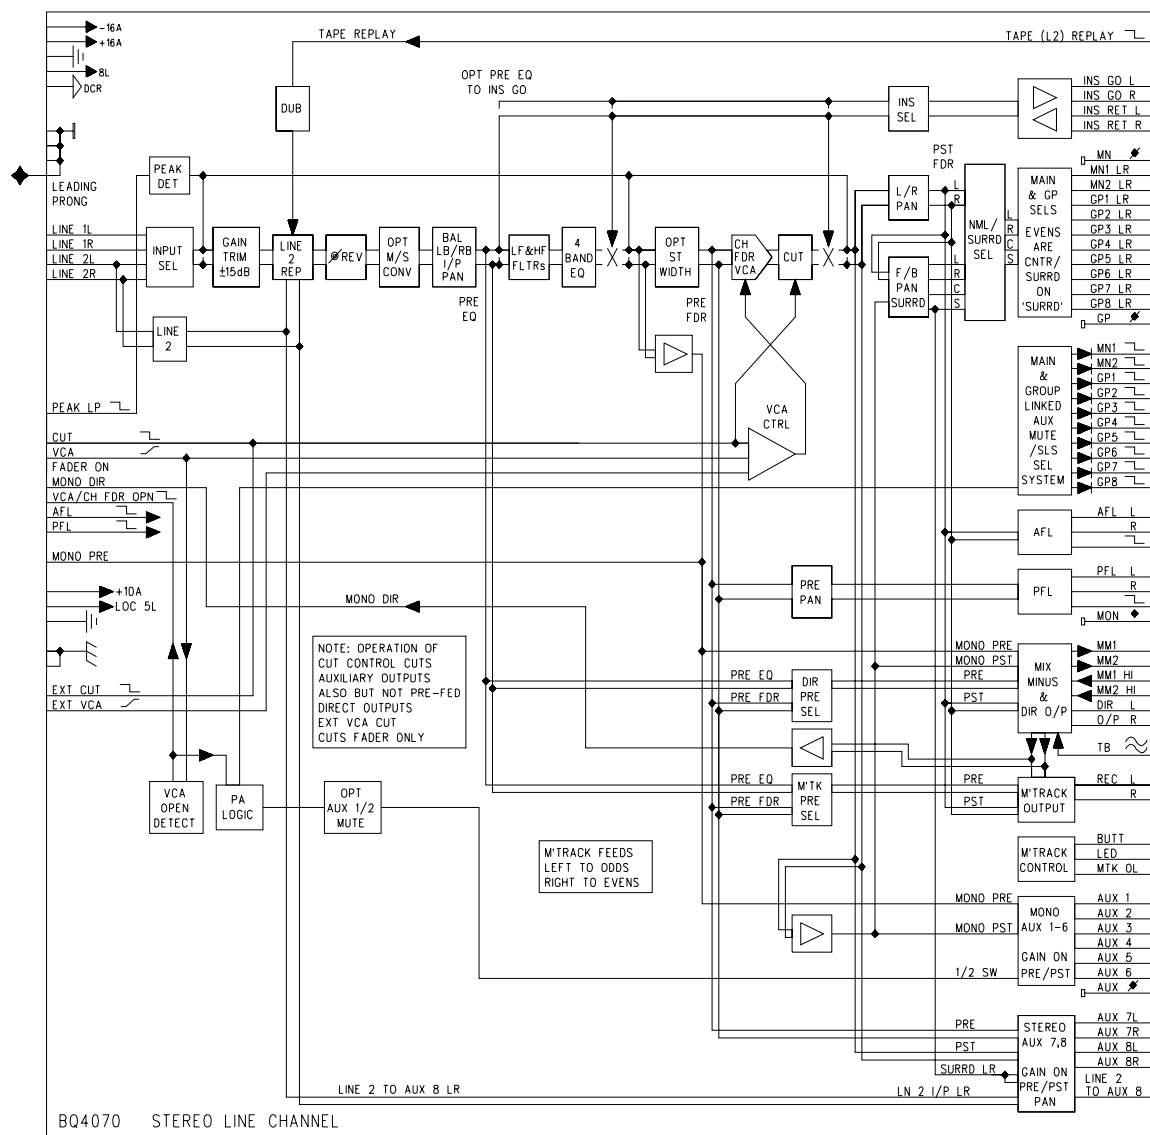 -16A
+16A
8L
DCR
LEADING
PRONG
TAPE REPLAY
TAPE (L2) REPLAY
DUB
OPT PRE EQ
TO INS GO
INS
SEL
INS GO L
INS GO R
INS RET L
INS RET R
PEAK
DET
PST
FDR
L/R
PAN
L
R
NML/
SURRD
SEL
L
R
C
S
MAIN
& GP
SELS
EVENS
ARE
CNTR/
SURRD
ON
'SURRD'
MN
MN1 LR
MN2 LR
GP1 LR
GP2 LR
GP3 LR
GP4 LR
GP5 LR
GP6 LR
GP7 LR
GP8 LR
GP
LINE 1L
LINE 1R
LINE 2L
LINE 2R
INPUT
SEL
GAIN
TRIM
±15dB
LINE
2
REP
ØREV
OPT
M/S
CONV
BAL
LB/RB
I/P
PAN
PRE
EQ
LF&HF
FLTRs
4
BAND
EQ
OPT
ST
WIDTH
PRE
FDR
CH
FDR
VCA
CUT
F/B
PAN
SURRD
L
R
C
S
LINE
2
PEAK LP
VCA
CTRL
MAIN
&
GROUP
LINKED
AUX
MUTE
/SLS
SEL
SYSTEM
MN1
MN2
GP1
GP2
GP3
GP4
GP5
GP6
GP7
GP8
CUT
VCA
FADER ON
MONO DIR
VCA/CH FDR OPN
AFL
PFL
MONO PRE
AFL
AFL L
R
+10A
LOC 5L
MONO DIR
PRE
PAN
PFL
PFL L
R
MON
NOTE: OPERATION OF
CUT CONTROL CUTS
AUXILIARY OUTPUTS
ALSO BUT NOT PRE-FED
DIRECT OUTPUTS
EXT VCA CUT
CUTS FADER ONLY
EXT CUT
EXT VCA
PRE EQ
PRE FDR
DIR
PRE
SEL
MONO PRE
MONO PST
PRE
PST
MIX
MINUS
&
DIR O/P
MM1
MM2
MM1 HI
MM2 HI
DIR L
O/P R
TB
VCA
OPEN
DETECT
PA
LOGIC
OPT
AUX 1/2
MUTE
PRE EQ
PRE FDR
M'TK
PRE
SEL
PRE
PST
M'TRACK
OUTPUT
REC L
R
M'TRACK FEEDS
LEFT TO ODDS
RIGHT TO EVENS
M'TRACK
CONTROL
BUTT
LED
MTK OL
MONO PRE
MONO PST
1/2 SW
MONO
AUX 1-6
GAIN ON
PRE/PST
AUX 1
AUX 2
AUX 3
AUX 4
AUX 5
AUX 6
AUX
PRE
PST
SURRD LR
LN 2 I/P LR
STEREO
AUX 7,8
GAIN ON
PRE/PST
PAN
AUX 7L
AUX 7R
AUX 8L
AUX 8R
LINE 2
TO AUX 8
LINE 2 TO AUX 8 LR
BQ4070 STEREO LINE CHANNEL